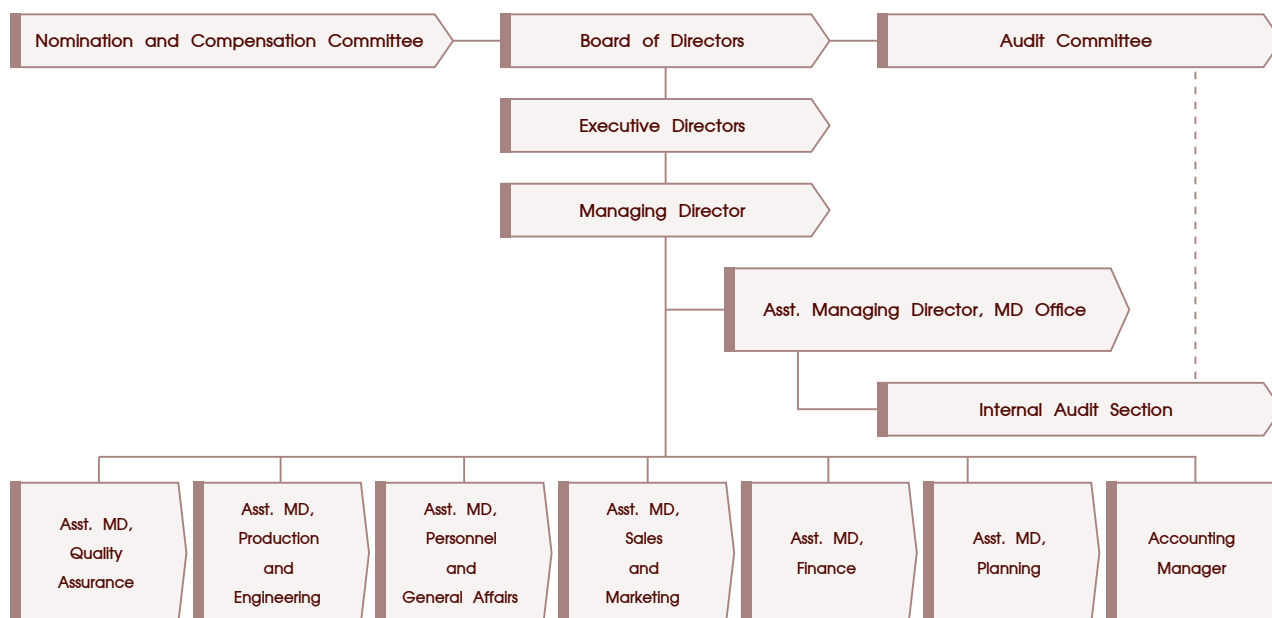 Nomination and Compensation Committee
Board of Directors
Audit Committee
Executive Directors
Managing Director
Asst. Managing Director, MD Office
Internal Audit Section
Asst. MD,
Quality
Assurance
Asst. MD,
Production
and
Engineering
Asst. MD,
Personnel
and
General Affairs
Asst. MD,
Sales
and
Marketing
Asst. MD,
Finance
Asst. MD,
Planning
Accounting
Manager